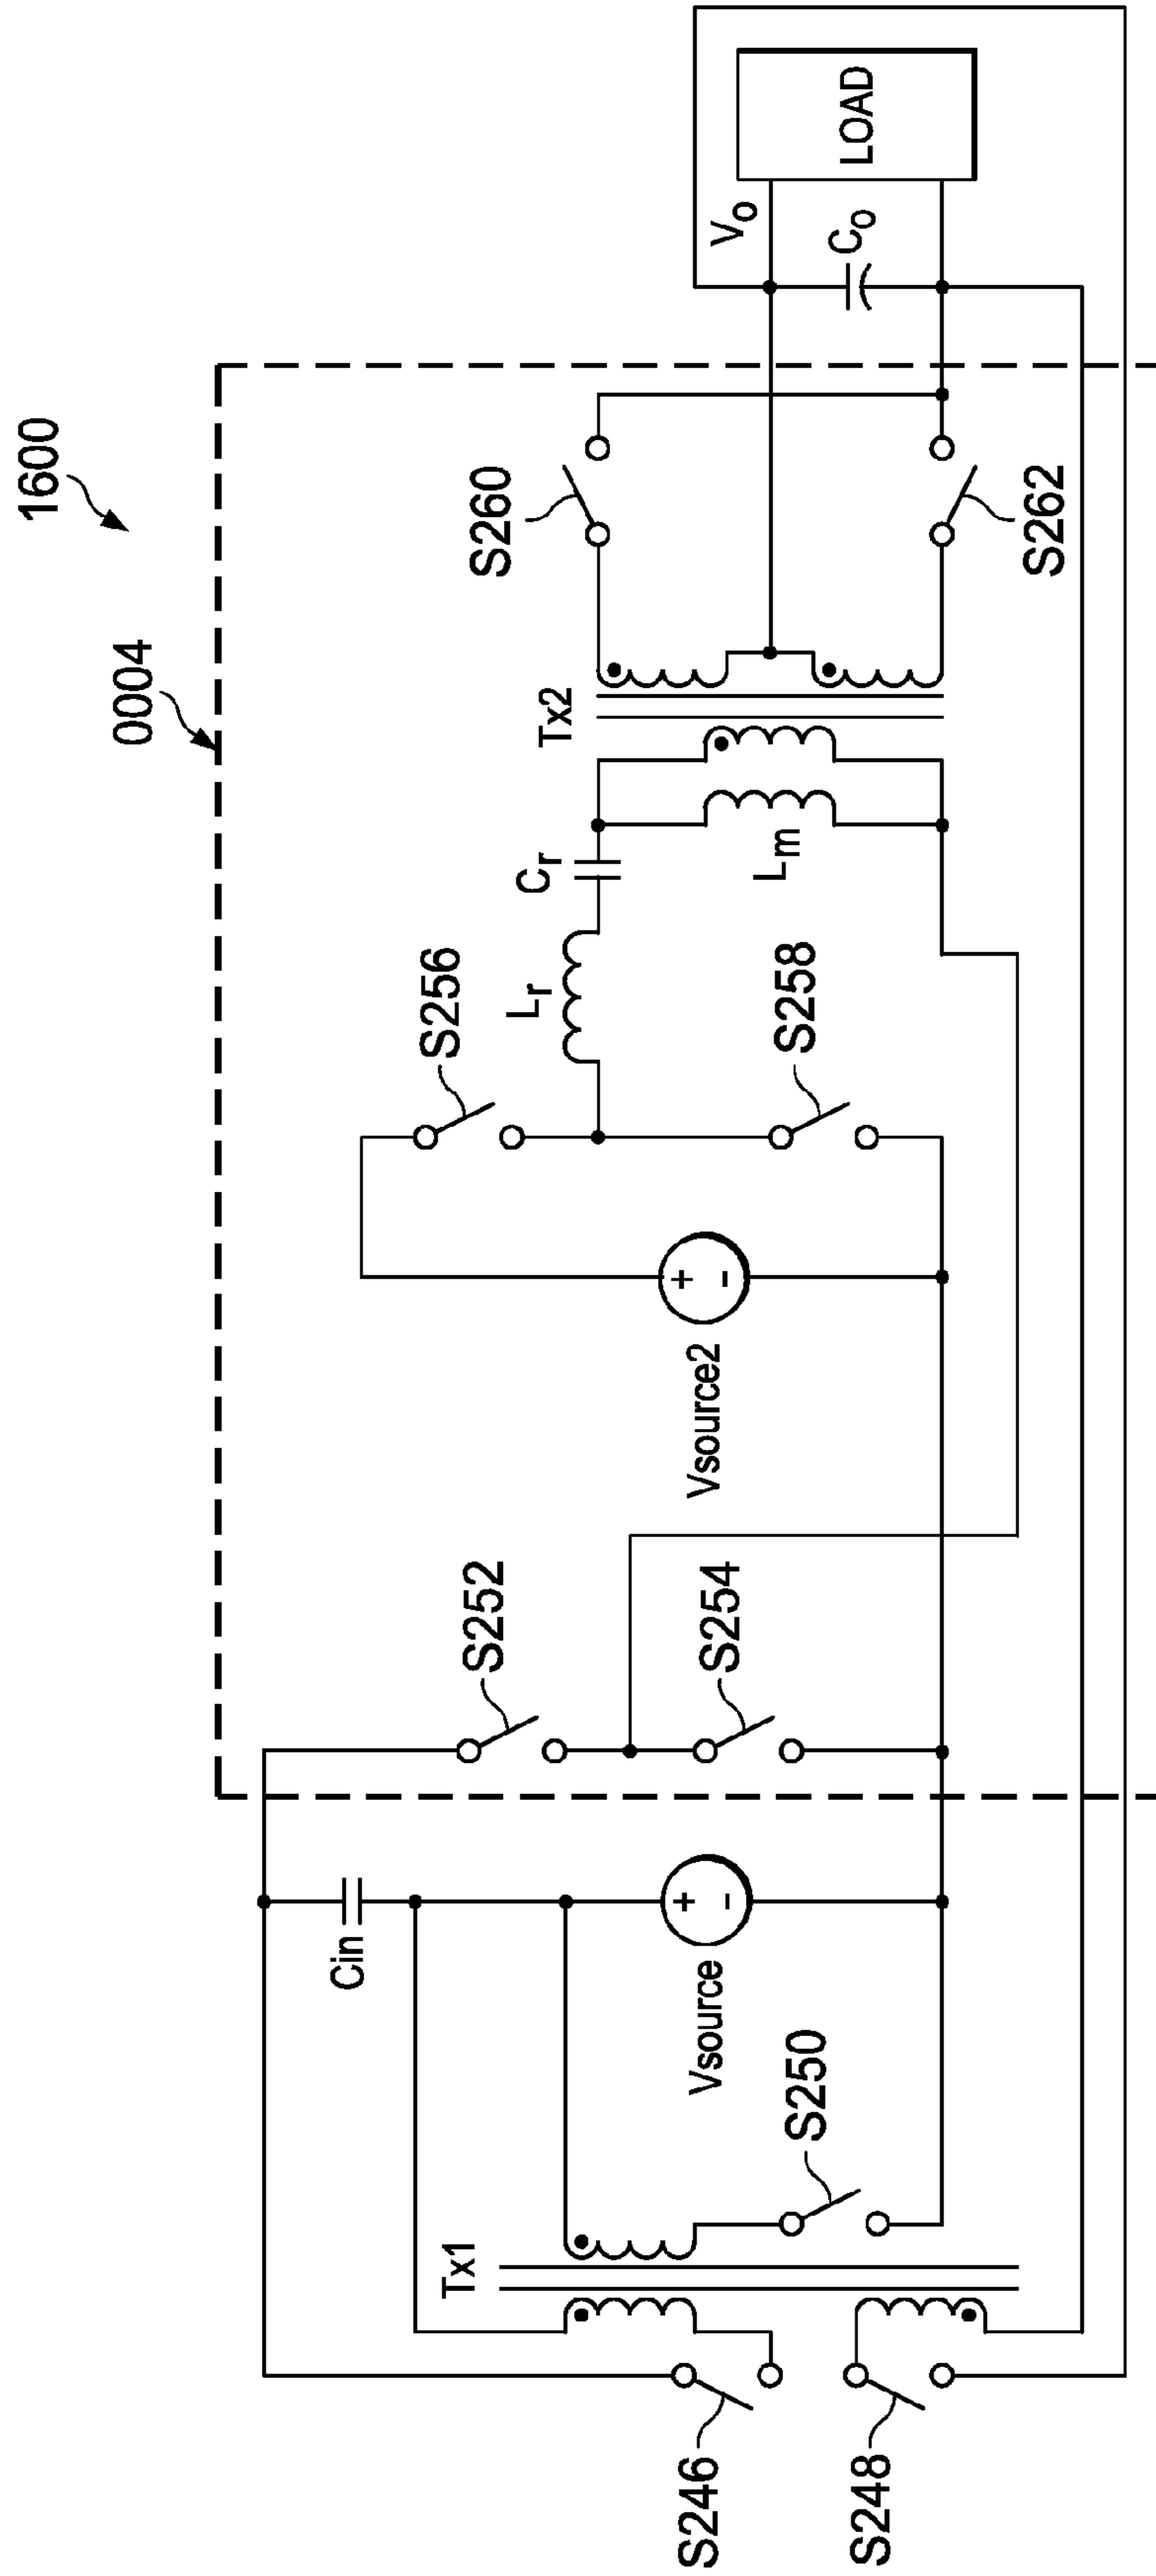 1600
0004
S246
S248
Tx1
S250
Cin
Vsource
+
-
S252
S254
Vsource2
+
-
S256
S258
Lr
Cr
Lm
Tx2
S260
S262
Vo
Co
LOAD